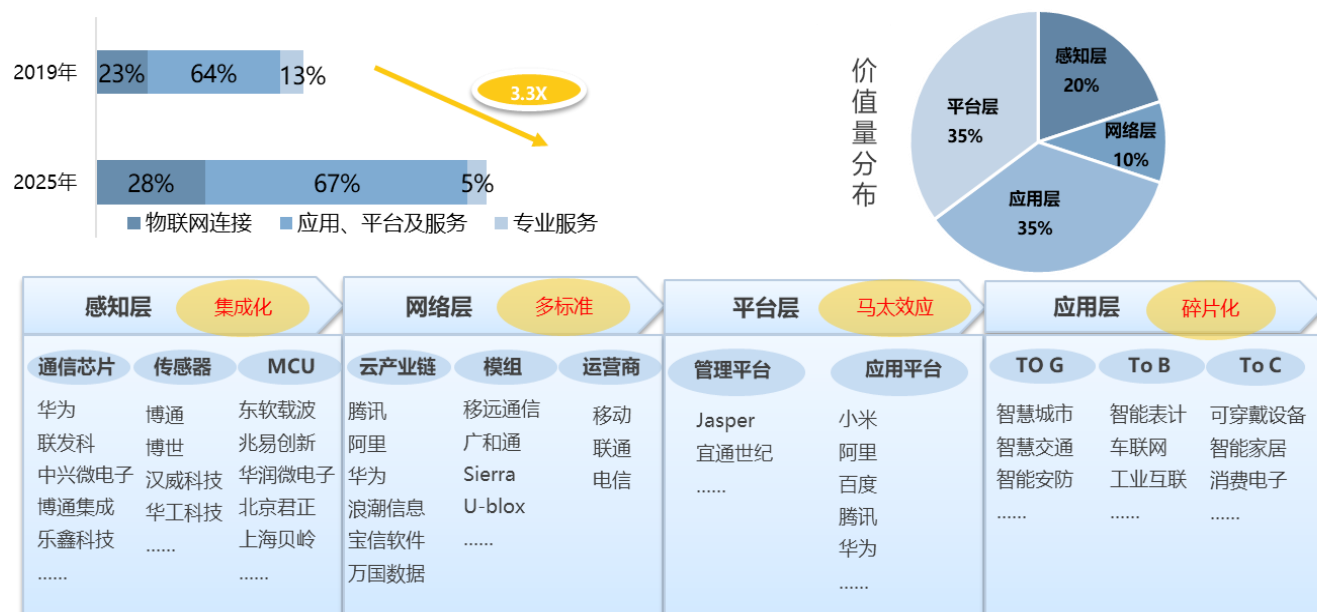 2019年
23%
64%
13%
3.3X
2025年
28%
67%
5%
物联网连接
应用、平台及服务
专业服务
价值量分布
感知层
20%
网络层
10%
应用层
35%
平台层
35%
感知层
集成化
通信芯片
华为
联发科
中兴微电子
博通集成
乐鑫科技
......
传感器
博通
博世
汉威科技
华工科技
......
MCU
东软载波
兆易创新
华润微电子
北京君正
上海贝岭
......
网络层
多标准
云产业链
腾讯
阿里
华为
浪潮信息
宝信软件
万国数据
模组
移远通信
广和通
Sierra
U-blox
......
运营商
移动
联通
电信
平台层
马太效应
管理平台
Jasper
宜通世纪
......
应用平台
小米
阿里
百度
腾讯
华为
......
应用层
碎片化
TO G
智慧城市
智慧交通
智能安防
......
To B
智能表计
车联网
工业互联
......
To C
可穿戴设备
智能家居
消费电子
......